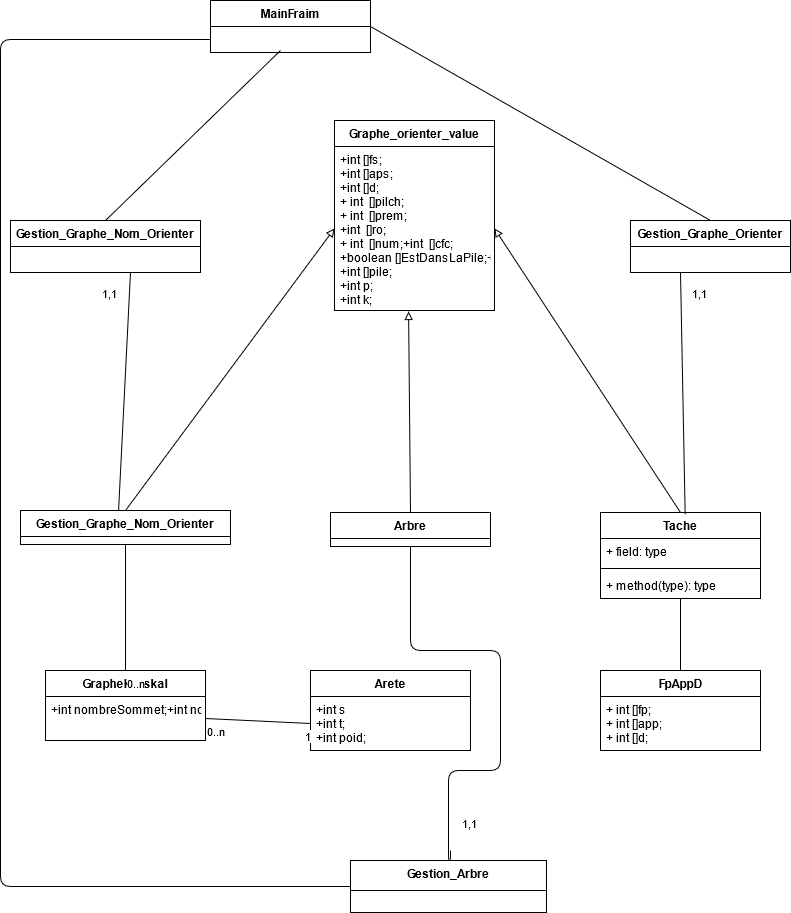 MainFraim
Graphe_orienter_value
+int []fs;
+int []aps;
+int []d;
+ int  []pilch;
+ int  []prem;
+int  []ro;
+ int  []num;+int  []cfc;
+boolean []EstDansLaPile;+
+int []pile;
+int p;
+int k;
Gestion_Graphe_Nom_Orienter
Gestion_Graphe_Orienter
1,1
1,1
Gestion_Graphe_Nom_Orienter
Arbre
Tache
+ field: type
+ method(type): type
0..n
+int nombreSommet;+int no
0..n
1
Arete
+int s
+int t;
+int poid;
FpAppD
+ int []fp;
+ int []app;
+ int []d;
1,1
Gestion_Arbre